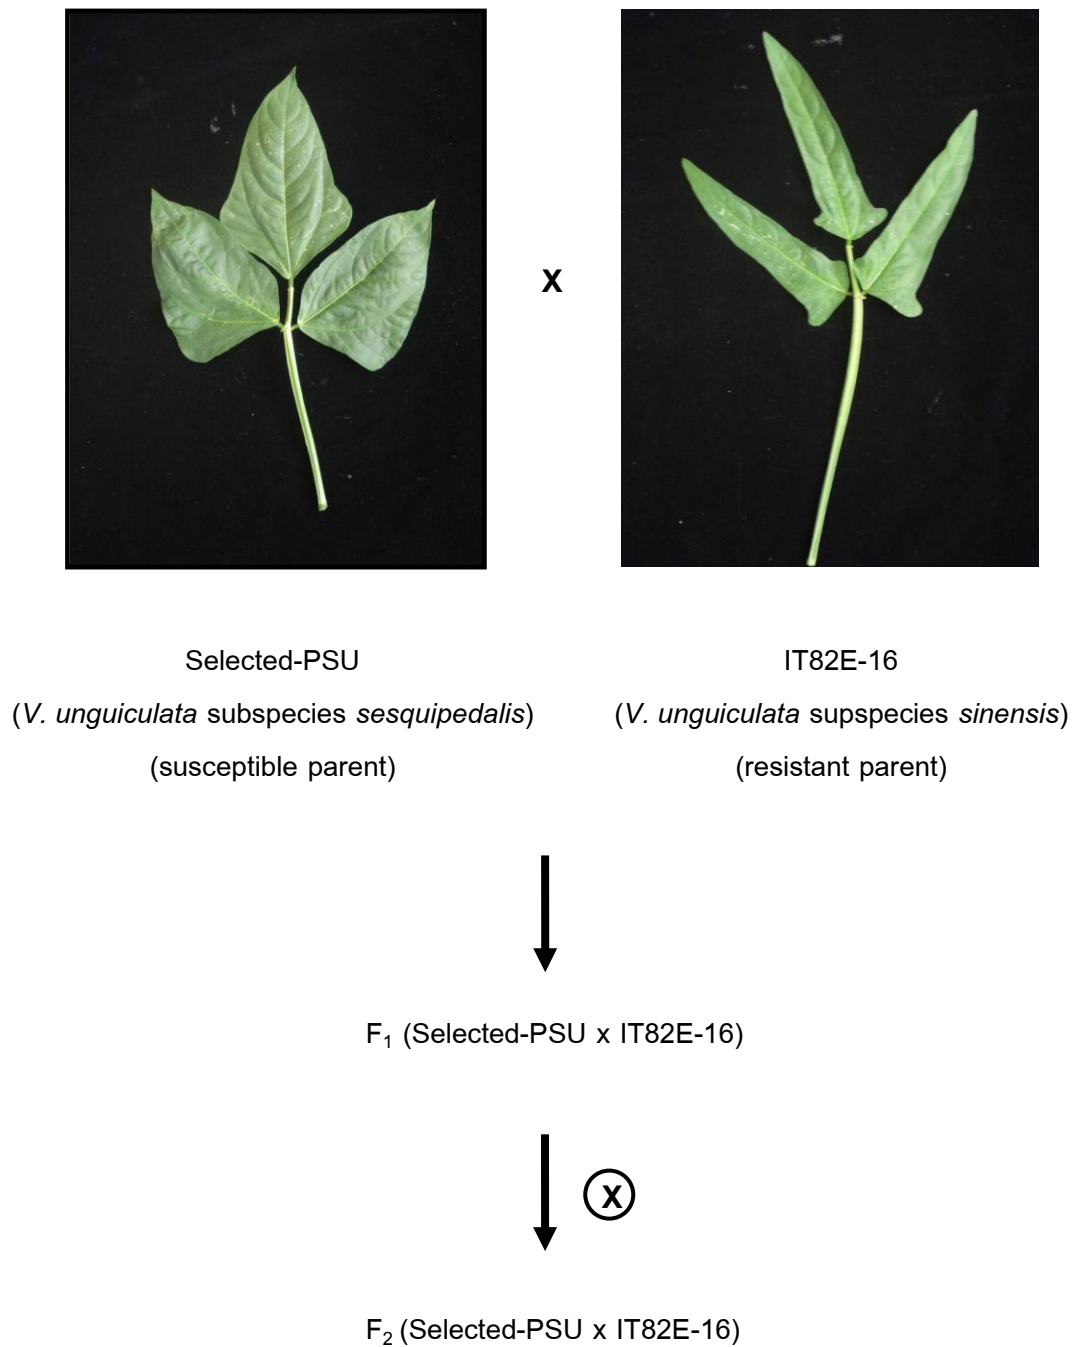 X
Selected-PSU
(V. unguiculata subspecies sesquipedalis)
(susceptible parent)
IT82E-16
(V. unguiculata supspecies sinensis)
(resistant parent)
F₁ (Selected-PSU x IT82E-16)
X
F₂ (Selected-PSU x IT82E-16)